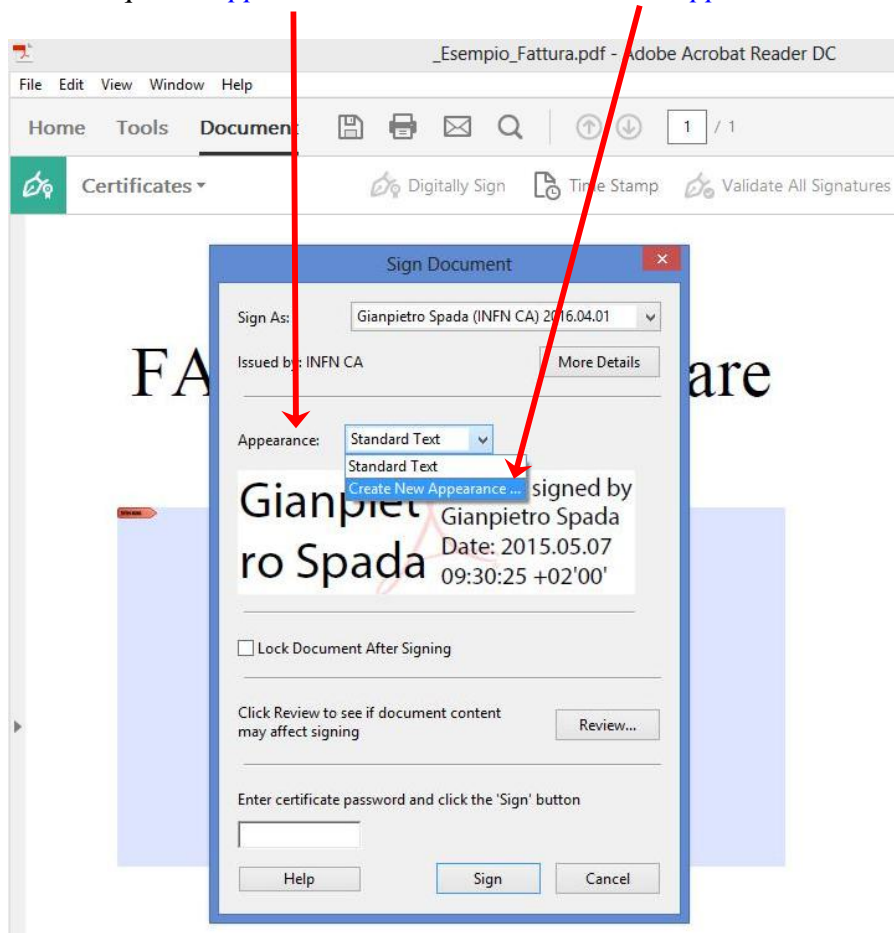 _Esempio_Fattura.pdf - Adobe Acrobat Reader DC
File Edit View Window Help
Home Tools Document 1 / 1
Certificates Digitally Sign Time Stamp Validate All Signatures
Sign Document
Sign As: Gianpietro Spada (INFN CA) 2016.04.01
Issued by: INFN CA More Details
FA are
Appearance: Standard Text
Standard Text
Create New Appearance ...
Gianpiet signed by
Gianpietro Spada
ro Spada Date: 2015.05.07
09:30:25 +02'00'
Lock Document After Signing
Click Review to see if document content
may affect signing
Review...
Enter certificate password and click the 'Sign' button
Help Sign Cancel